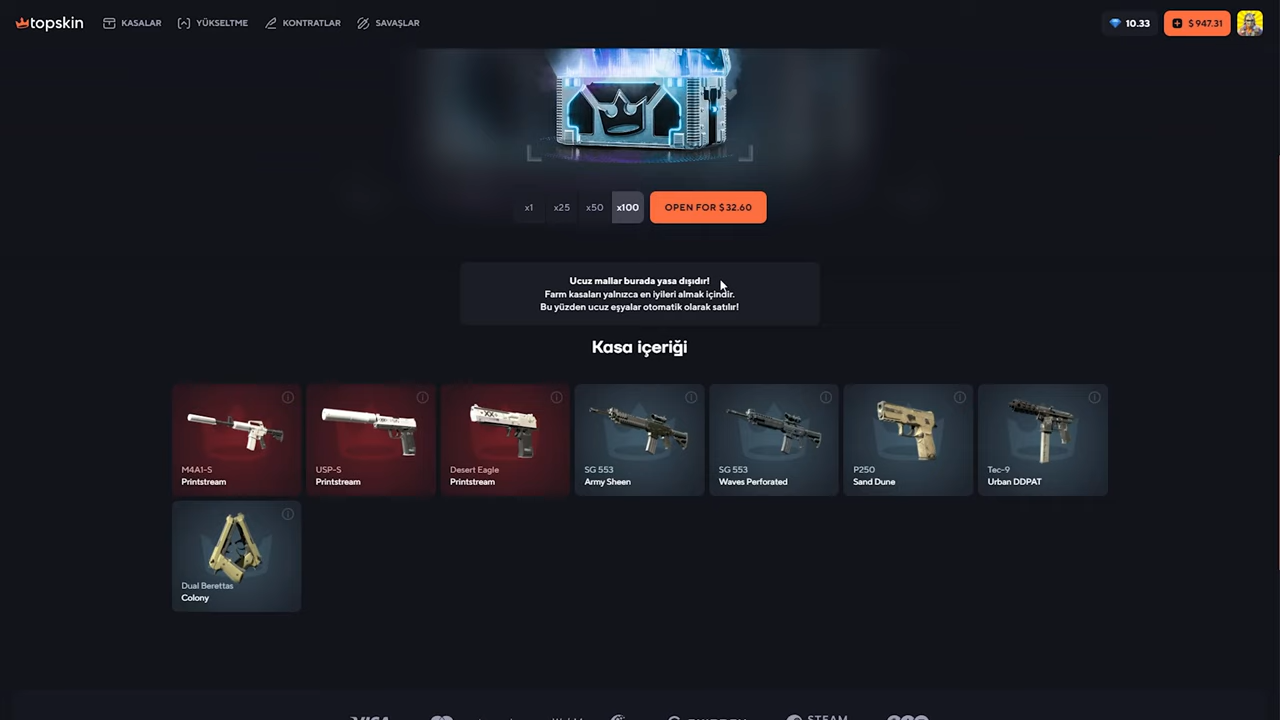 topskin
KASALAR
YÜKSELTME
KONTRATLAR
SAVAŞLAR
10.33
$ 947.31
x1
x25
x50
x100
OPEN FOR $32.60
Ucuz mallar burada yasa dışıdır!
Farm kasaları yalnızca en iyileri almak içindir.
Bu yüzden ucuz eşyalar otomatik olarak satılır!
Kasa içeriği
M4A1-S
Printstream
USP-S
Printstream
Desert Eagle
Printstream
SG 553
Army Sheen
SG 553
Waves Perforated
P250
Sand Dune
Tec-9
Urban DDPAT
Dual Berettas
Colony
VISA
STEAM